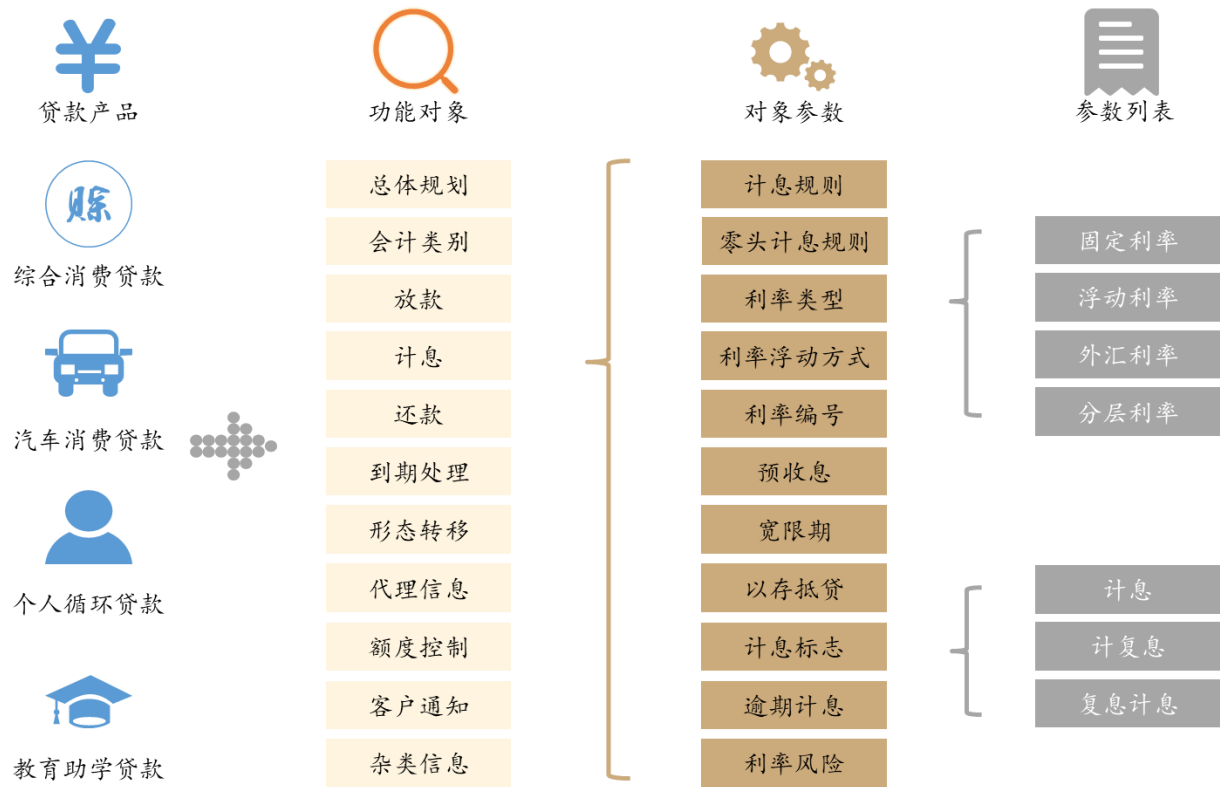 贷款产品
功能对象
对象参数
参数列表
赊
综合消费贷款
汽车消费贷款
个人循环贷款
教育助学贷款
总体规划
会计类别
放款
计息
还款
到期处理
形态转移
代理信息
额度控制
客户通知
杂类信息
计息规则
零头计息规则
利率类型
利率浮动方式
利率编号
预收息
宽限期
以存抵贷
计息标志
逾期计息
利率风险
固定利率
浮动利率
外汇利率
分层利率
计息
计复息
复息计息